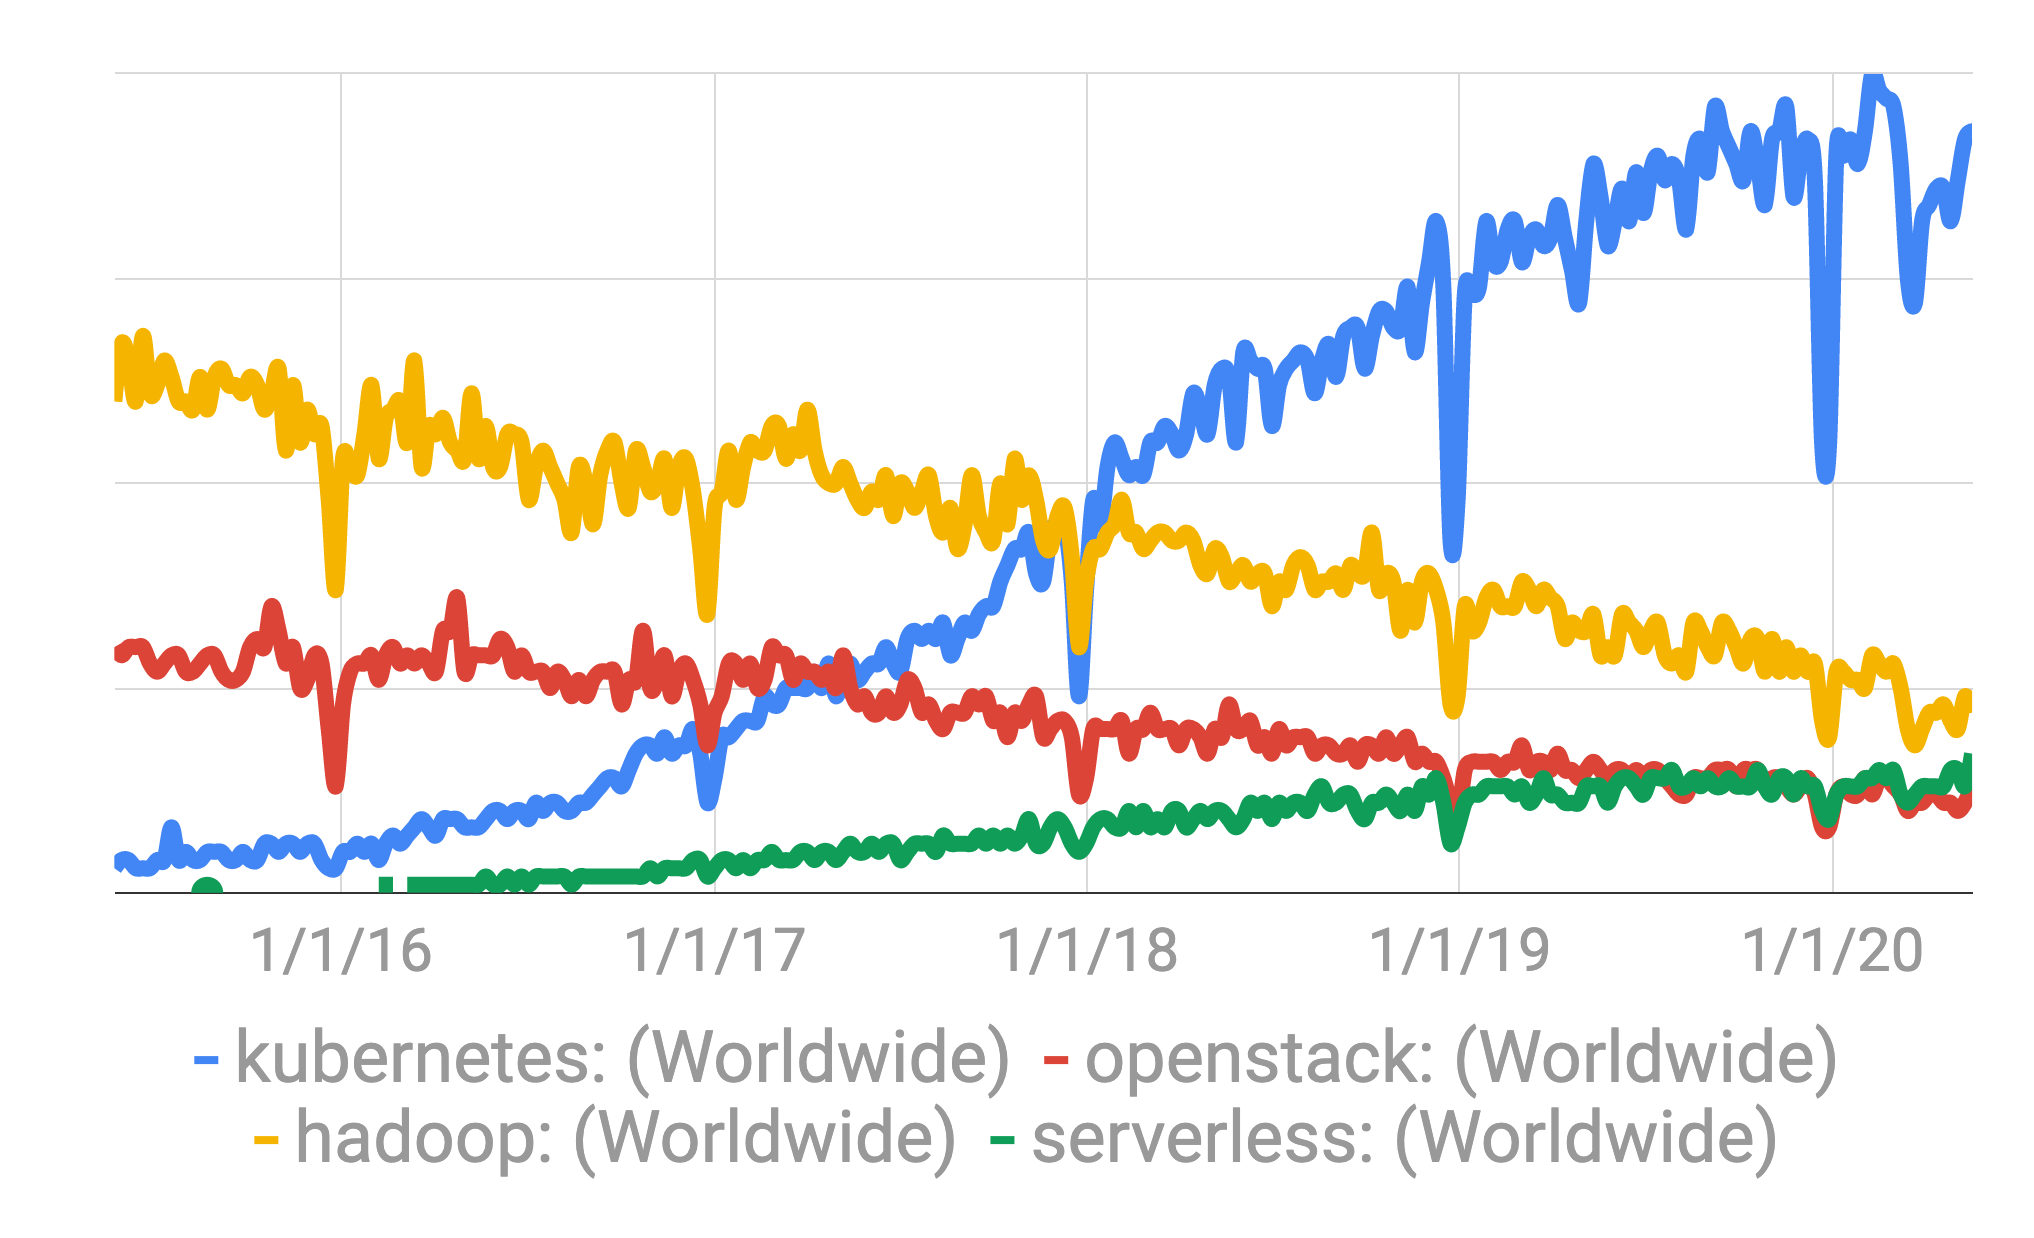 1/1/16 1/1/17 1/1/18 1/1/19 1/1/20
kubernetes: (Worldwide) openstack: (Worldwide)
hadoop: (Worldwide) serverless: (Worldwide)